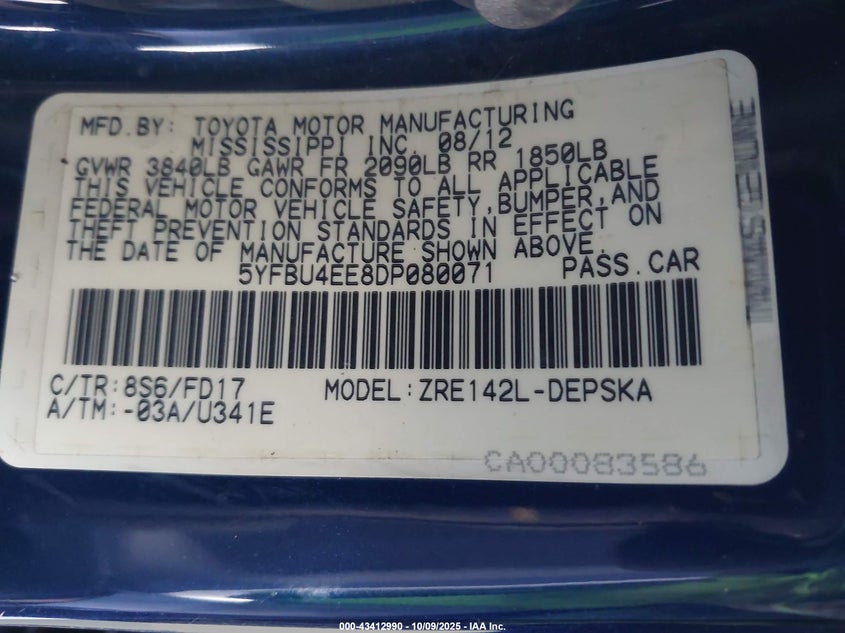 MFD.BY: TOYOTA MOTOR MANUFACTURING
MISSISSIPPI INC. 08/12
GVWR 3840LB GAWR FR 2090LB RR 1850LB
THIS VEHICLE CONFORMS TO ALL APPLICABLE
FEDERAL MOTOR VEHICLE SAFETY,BUMPER,AND
THEFT PREVENTION STANDARDS IN EFFECT ON
THE DATE OF MANUFACTURE SHOWN ABOVE.
5YFBU4EE8DP080071 PASS.CAR
C/TR:8S6/FD17 MODEL:ZRE142L-DEPSKA
A/TM:-03A/U341E
CA00083586
000-43412990 - 10/09/2025 - IAA Inc.